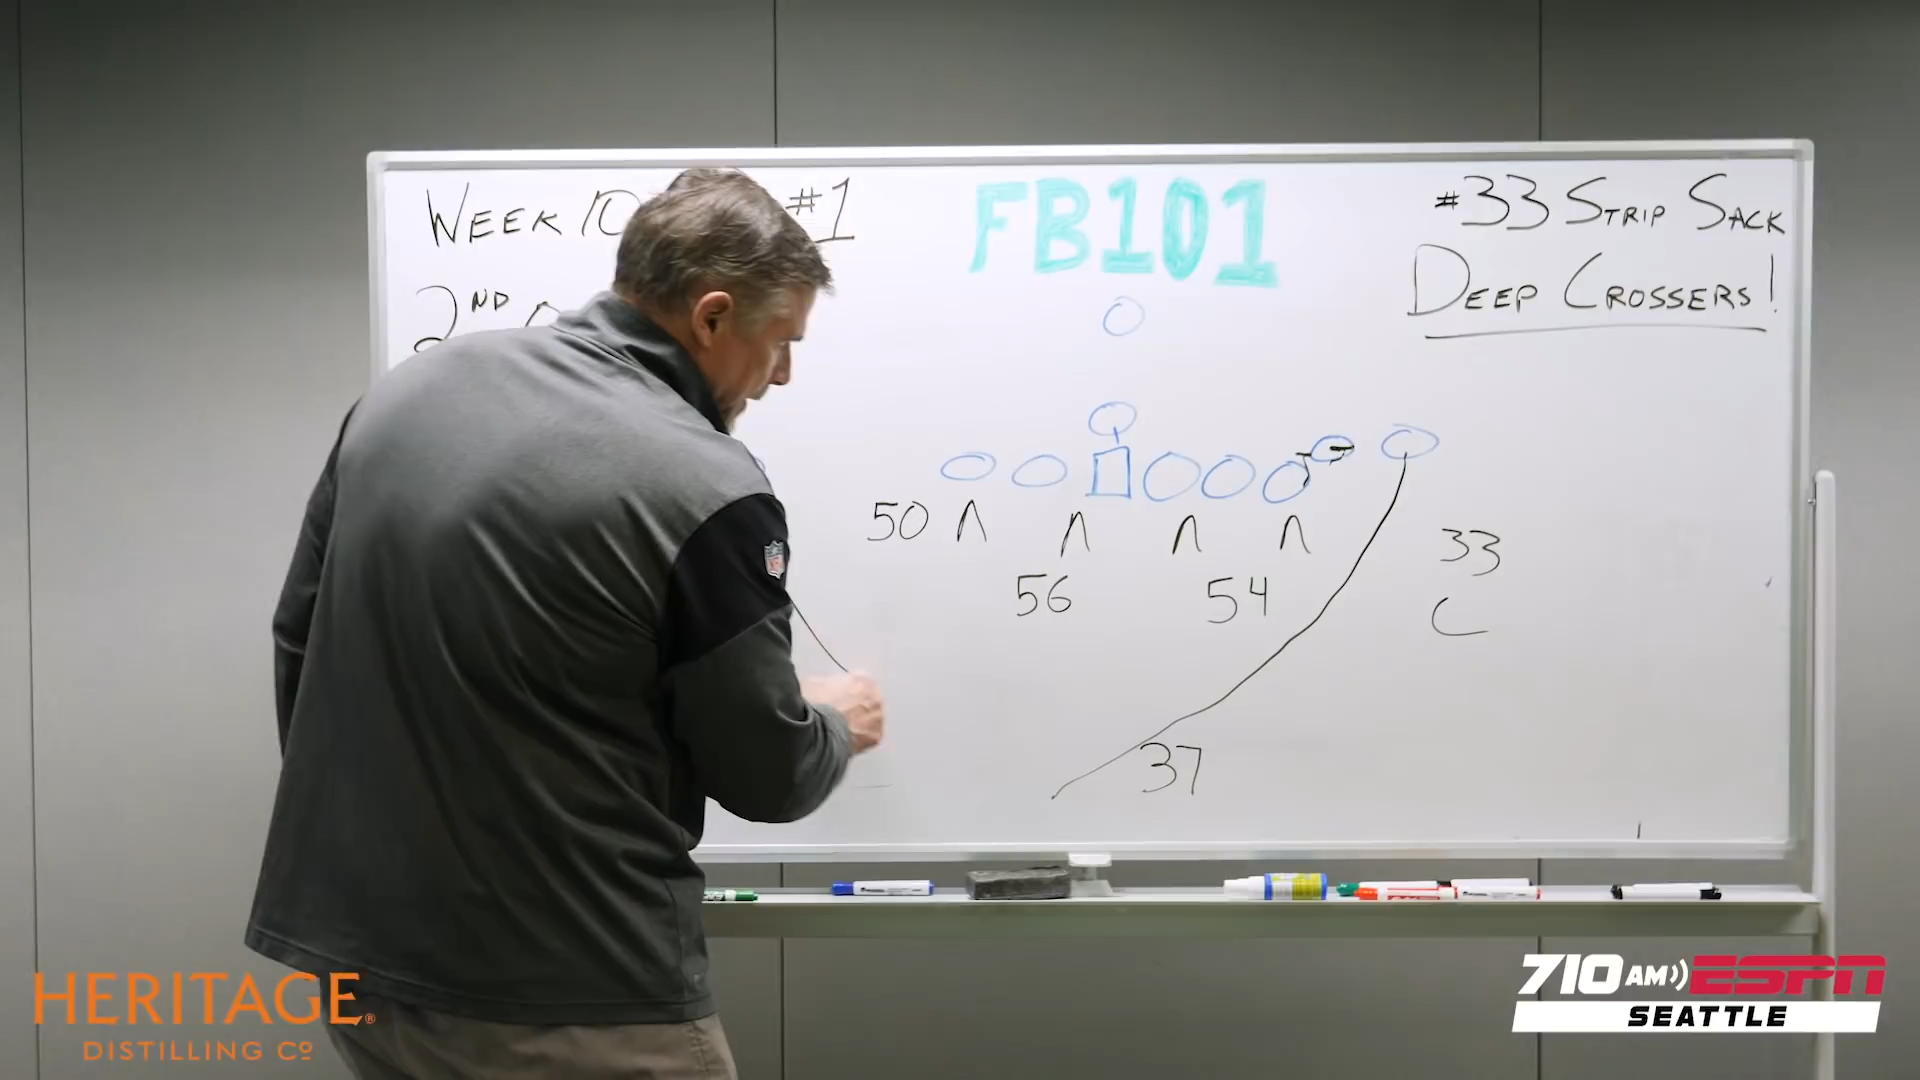 WEEK 10 #1
2ND
FB101
#33 STRIP SACK
DEEP CROSSERS!
50
56
54
33
C
37
HERITAGE®
DISTILLING CO
710 AM ESPN
SEATTLE